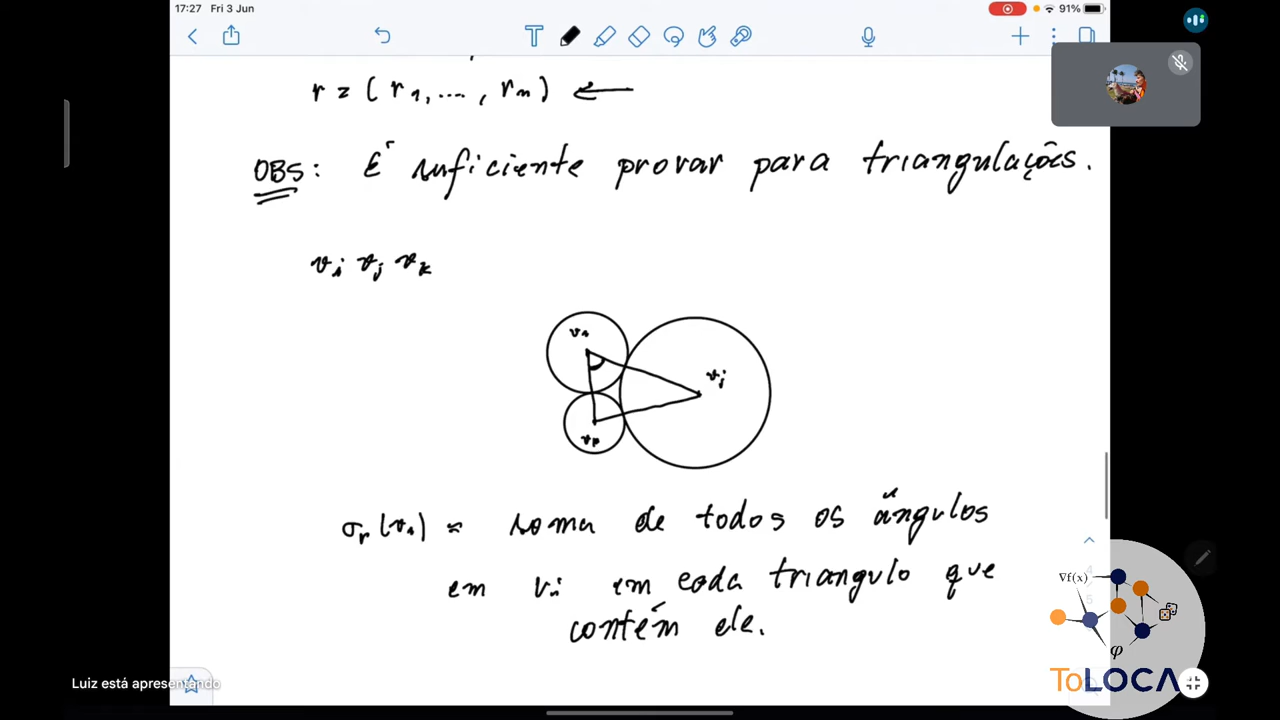 17:27 Fri 3 Jun
91%
r = ( r₁, ...., rₙ) ←
OBS: É suficiente provar para triangulações.
vᵢ vⱼ vₖ
vᵢ
vⱼ
vₖ
σᵣ(vᵢ) = soma de todos os ângulos
em vᵢ em coda triangulo que
contém ele.
∇f(x)
φ
ToLOCA
Luiz está apresentando